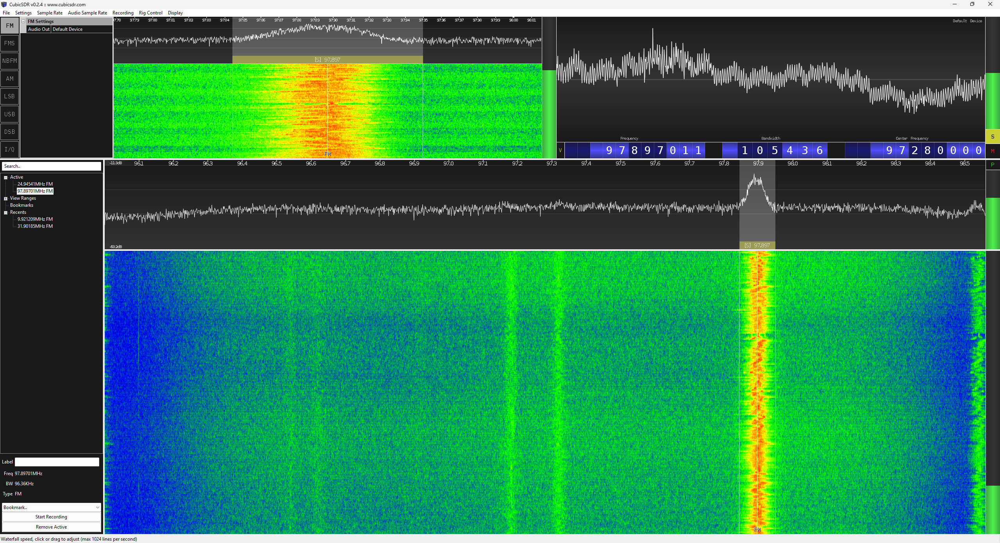 CubicSDR v0.2.4 :: www.cubicsdr.com
File Settings Sample Rate Audio Sample Rate Recording Rig Control Display
FM
FMS
NBFM
AM
LSB
USB
DSB
I/Q
FM Settings
Audio Out Default Device
97.78 97.79 97.80 97.81 97.82 97.83 97.84 97.85 97.86 97.87 97.88 97.89 97.90 97.91 97.92 97.93 97.94 97.95 97.96 97.97 97.98 97.99 98.00 98.01
[S] 97.897
FM
Default Device
Frequency Bandwidth Center Frequency
V 97897011 105436 97280000
S
M
P
Search..
Active
24.94541MHz FM
97.89701MHz FM
View Ranges
Bookmarks
Recents
9.921209MHz FM
31.90185MHz FM
-11.3dB 96.1 96.2 96.3 96.4 96.5 96.6 96.7 96.8 96.9 97.0 97.1 97.2 97.3 97.4 97.5 97.6 97.7 97.8 97.9 98.0 98.1 98.2 98.3 98.4 98.5
-60.2dB
[S] 97.897
FM
Label
Freq 97.89701MHz
BW 96.36KHz
Type FM
Bookmark..
Start Recording
Remove Active
Waterfall speed, click or drag to adjust (max 1024 lines per second)